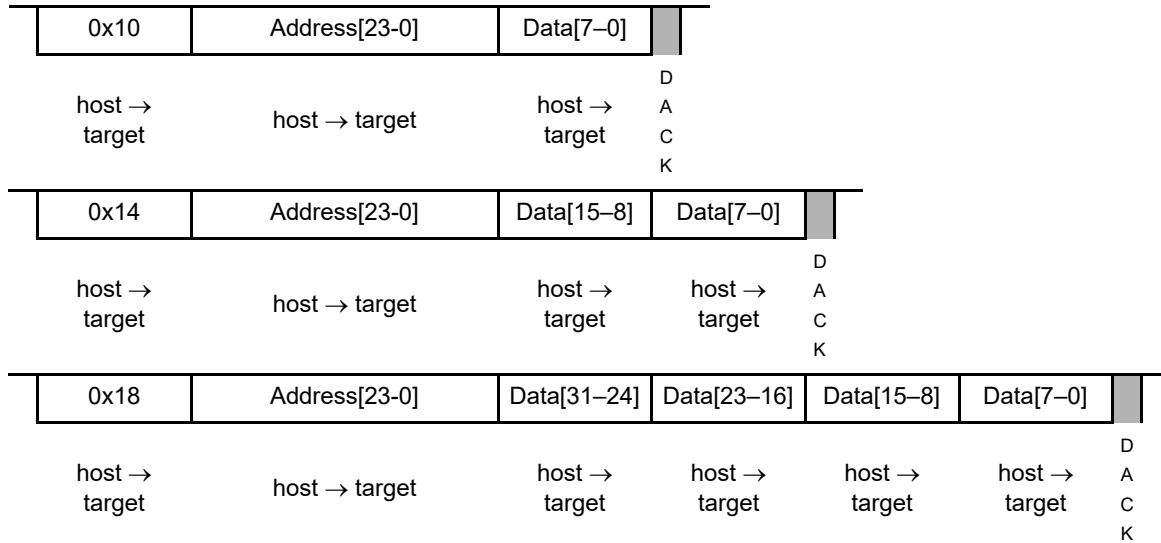 0x10 Address[23-0] Data[7–0]
host → target host → target host → target D A C K
0x14 Address[23-0] Data[15–8] Data[7–0]
host → target host → target host → target host → target D A C K
0x18 Address[23-0] Data[31–24] Data[23–16] Data[15–8] Data[7–0]
host → target host → target host → target host → target host → target host → target D A C K